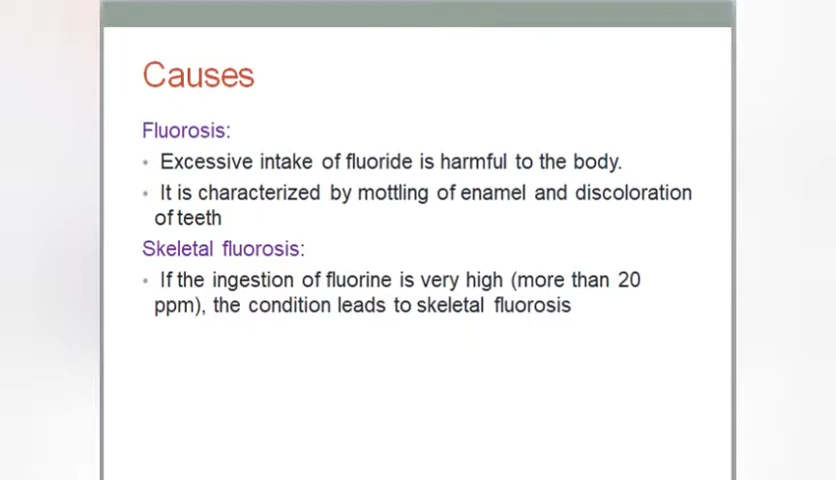 Causes
Fluorosis:
• Excessive intake of fluoride is harmful to the body.
• It is characterized by mottling of enamel and discoloration
of teeth
Skeletal fluorosis:
• If the ingestion of fluorine is very high (more than 20
ppm), the condition leads to skeletal fluorosis